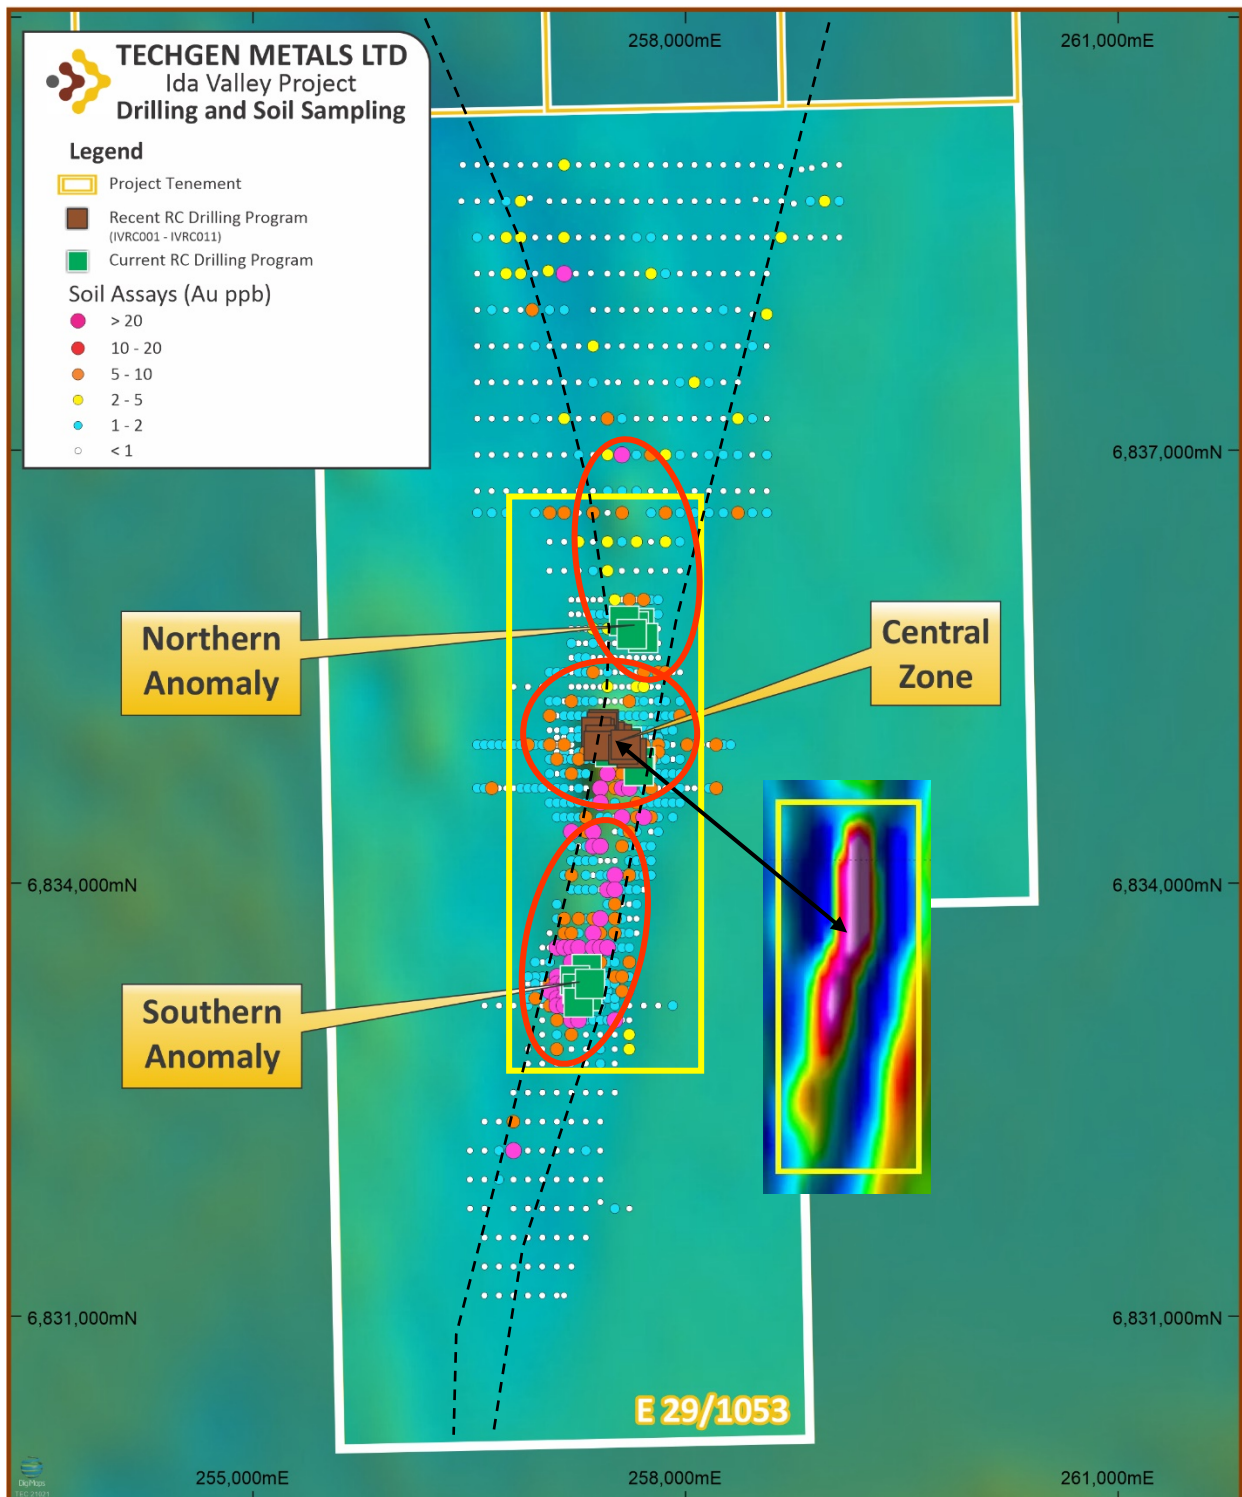 258,000mE
261,000mE
TECHGEN METALS LTD
Ida Valley Project
Drilling and Soil Sampling
Legend
Project Tenement
Recent RC Drilling Program
(IVRC001 - IVRC011)
Current RC Drilling Program
Soil Assays (Au ppb)
> 20
10 - 20
5 - 10
2 - 5
1 - 2
< 1
6,837,000mN
Northern
Anomaly
Central
Zone
6,834,000mN
6,834,000mN
Southern
Anomaly
6,831,000mN
6,831,000mN
E 29/1053
255,000mE
258,000mE
261,000mE
DigMaps